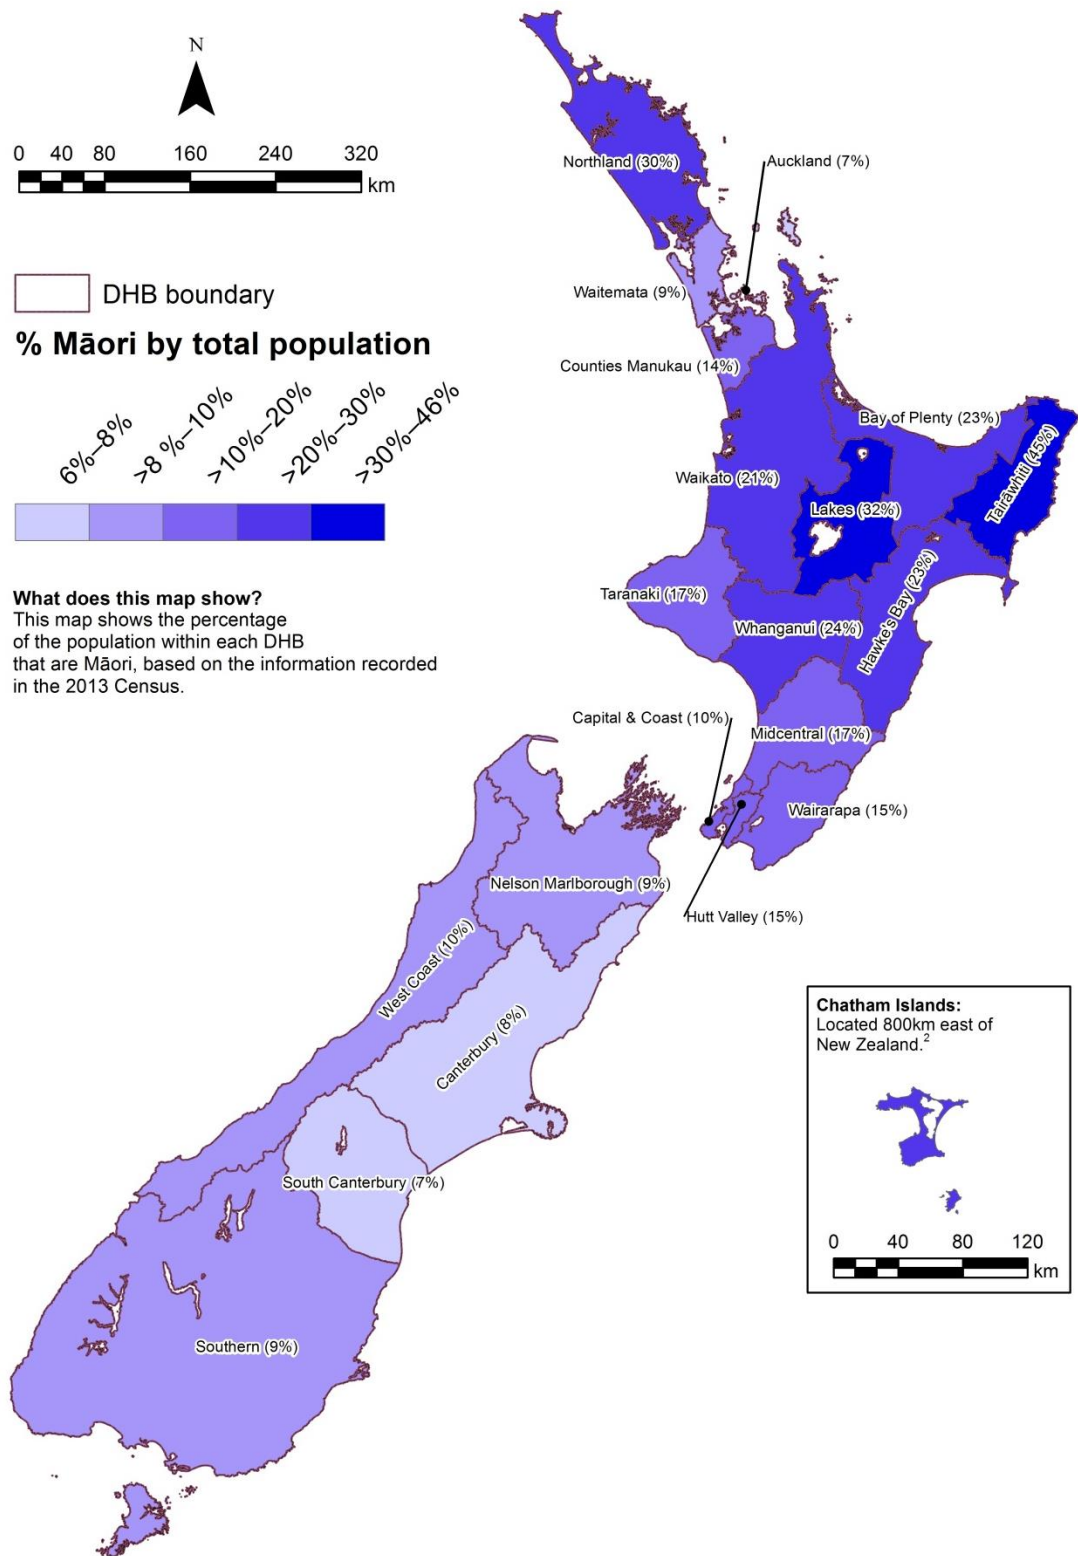 N
0 40 80 160 240 320
km
DHB boundary
% Māori by total population
6%–8%
>8 %–10%
>10%–20%
>20%–30%
>30%–46%
What does this map show?
This map shows the percentage
of the population within each DHB
that are Māori, based on the information recorded
in the 2013 Census.
Northland (30%)
Auckland (7%)
Waitemata (9%)
Counties Manukau (14%)
Bay of Plenty (23%)
Tairāwhiti (45%)
Waikato (21%)
Lakes (32%)
Taranaki (17%)
Whanganui (24%)
Hawke's Bay (23%)
Capital & Coast (10%)
Midcentral (17%)
Wairarapa (15%)
Nelson Marlborough (9%)
Hutt Valley (15%)
West Coast (10%)
Canterbury (8%)
South Canterbury (7%)
Southern (9%)
Chatham Islands:
Located 800km east of
New Zealand.²
0 40 80 120
km